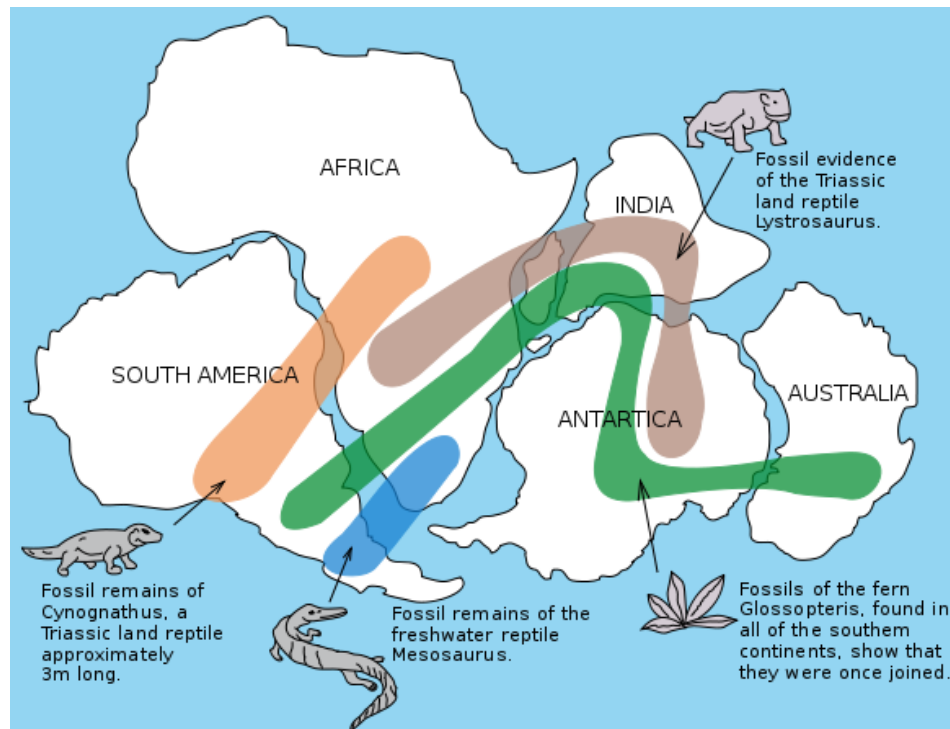 AFRICA
Fossil evidence
of the Triassic
land reptile
Lystrosaurus.
INDIA
SOUTH AMERICA
ANTARTICA
AUSTRALIA
Fossil remains of
Cynognathus, a
Triassic land reptile
approximately
3m long.
Fossil remains of the
freshwater reptile
Mesosaurus.
Fossils of the fern
Glossopteris, found in
all of the southern
continents, show that
they were once joined.